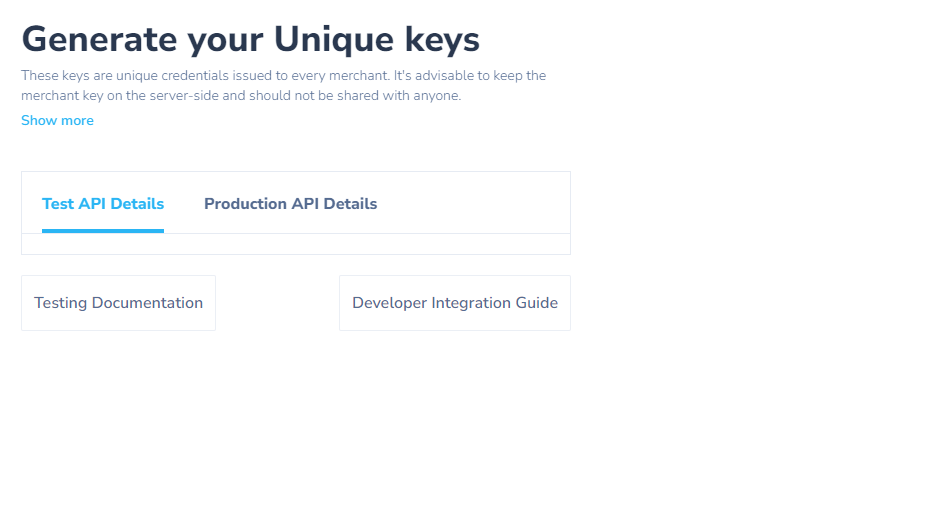 Generate your Unique keys
These keys are unique credentials issued to every merchant. It's advisable to keep the
merchant key on the server-side and should not be shared with anyone.
Show more
Test API Details
Production API Details
Testing Documentation
Developer Integration Guide